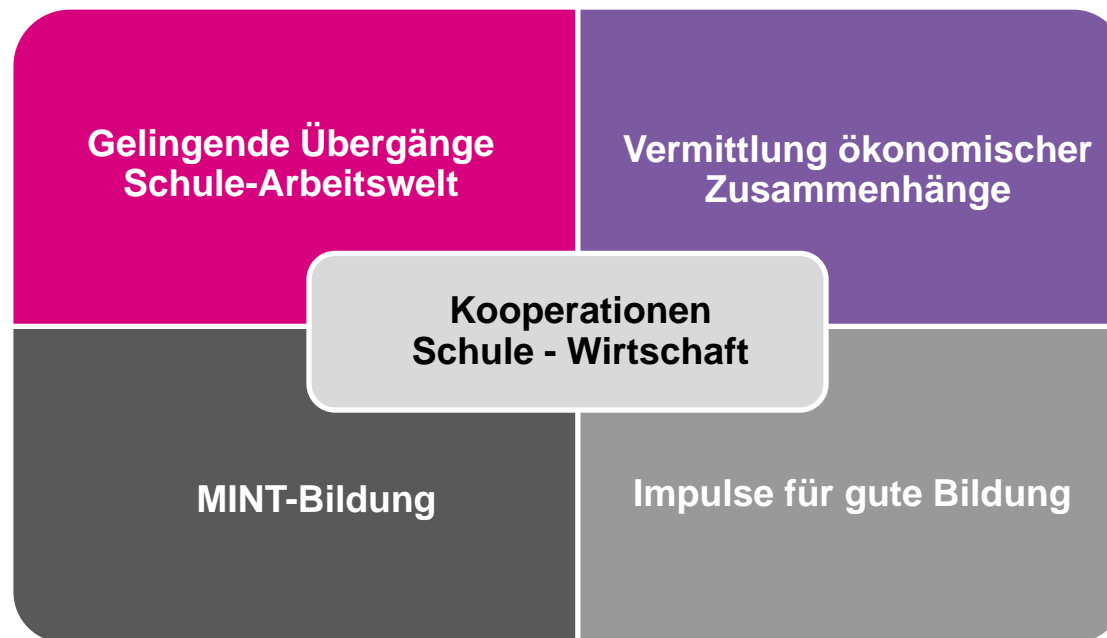 Gelingende Übergänge
Schule-Arbeitswelt
Vermittlung ökonomischer
Zusammenhänge
Kooperationen
Schule - Wirtschaft
MINT-Bildung
Impulse für gute Bildung